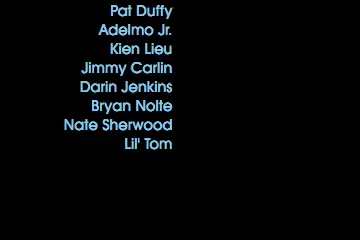 Pat Duffy
Adelmo Jr.
Kien Lieu
Jimmy Carlin
Darin Jenkins
Bryan Nolte
Nate Sherwood
Lil' Tom